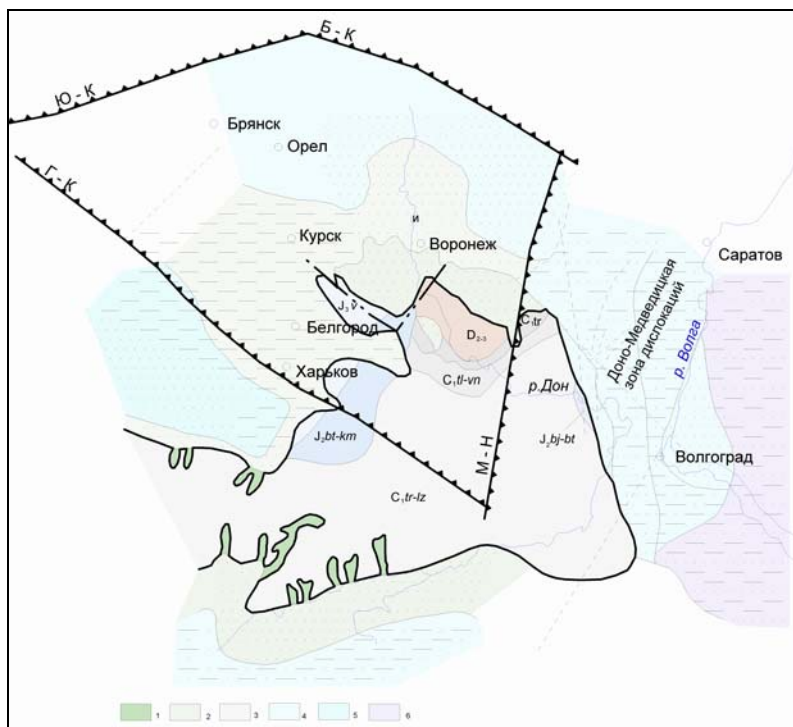 Б - К
Ю - К
Брянск
Орел
Г - К
и
Курск
Воронеж
Саратов
J₃v
Белгород
C₁tr
D₂₋₃
Доно-Медведицкая
зона дислокаций
р. Волга
Харьков
C₁tl-vn
р.Дон
J₂bt-km
J₂bj-bt
М - Н
Волгоград
C₁tr-lz
1 2 3 4 5 6